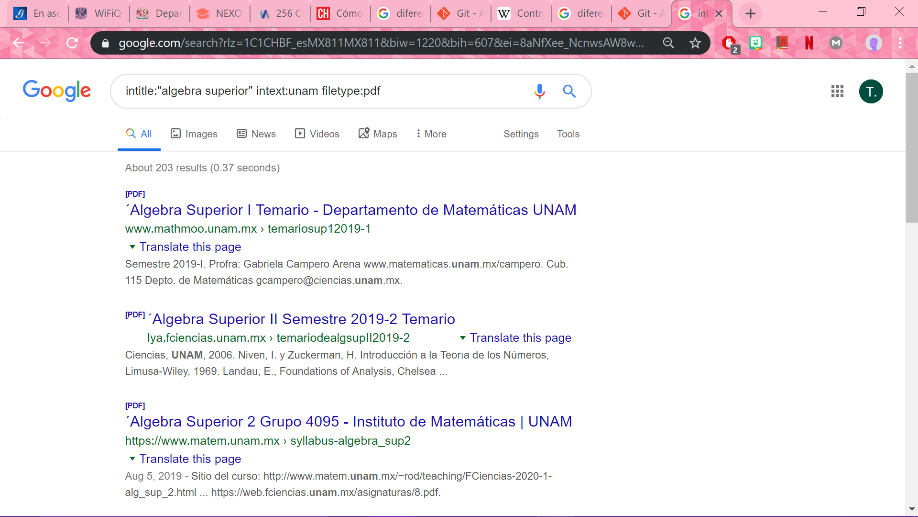 En asc
WiFiQ
Depar
NEXO
256 C
CH Cómo
difere
Git - A
W Contr
difere
Git - A
int
google.com/search?rlz=1C1CHBF_esMX811MX811&biw=1220&bih=607&ei=8aNfXee_NcnwsAW8w...
2
N
M
Google
intitle:"algebra superior" intext:unam filetype:pdf
T.
All Images News Videos Maps More Settings Tools
About 203 results (0.37 seconds)
[PDF]
´Algebra Superior I Temario - Departamento de Matemáticas UNAM
www.mathmoo.unam.mx › temariosup12019-1
Translate this page
Semestre 2019-I. Profra: Gabriela Campero Arena www.matematicas.unam.mx/campero. Cub.
115 Depto. de Matemáticas gcampero@ciencias.unam.mx.
[PDF] ´Algebra Superior II Semestre 2019-2 Temario
lya.fciencias.unam.mx › temariodealgsupII2019-2 Translate this page
Ciencias, UNAM, 2006. Niven, I. y Zuckerman, H. Introducción a la Teorıa de los Números,
Limusa-Wiley, 1969. Landau, E., Foundations of Analysis, Chelsea ...
[PDF]
´Algebra Superior 2 Grupo 4095 - Instituto de Matemáticas | UNAM
https://www.matem.unam.mx › syllabus-algebra_sup2
Translate this page
Aug 5, 2019 - Sitio del curso: http://www.matem.unam.mx/~rod/teaching/FCiencias-2020-1-
alg_sup_2.html ... https://web.fciencias.unam.mx/asignaturas/8.pdf.